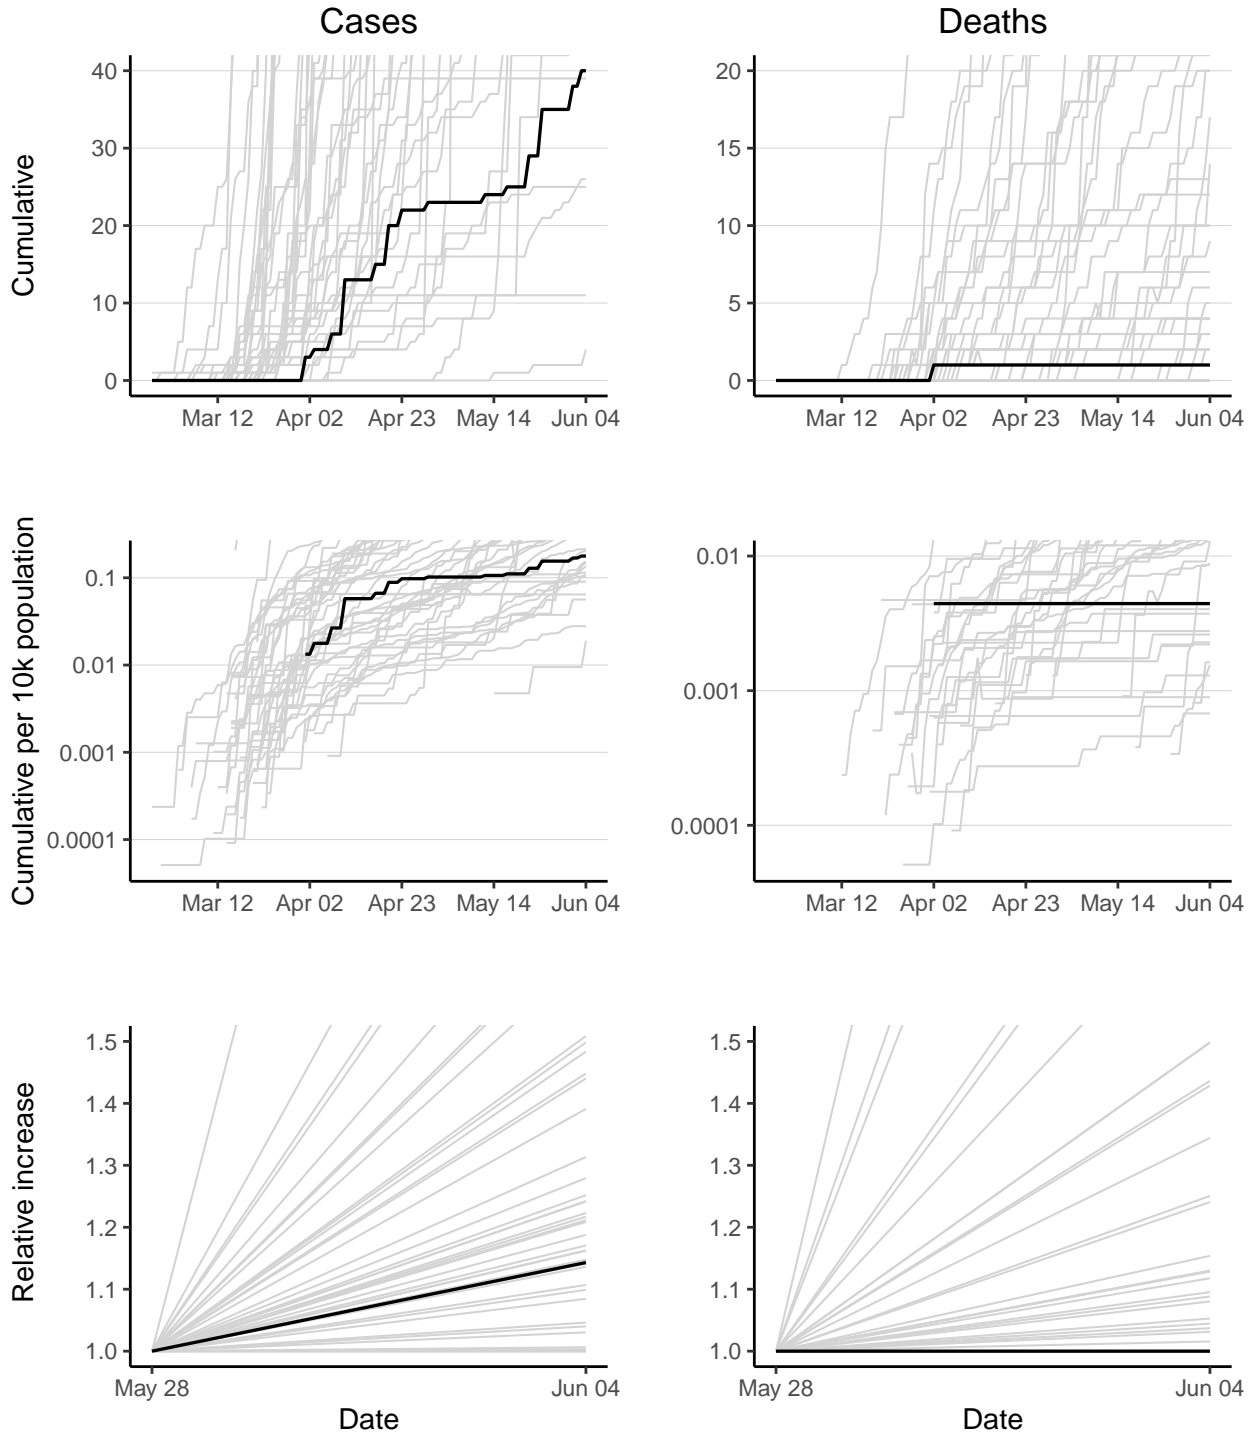 Cases
Deaths
Cumulative
40
30
20
10
0
Mar 12 Apr 02 Apr 23 May 14 Jun 04
20
15
10
5
0
Mar 12 Apr 02 Apr 23 May 14 Jun 04
Cumulative per 10k population
0.1
0.01
0.001
0.0001
Mar 12 Apr 02 Apr 23 May 14 Jun 04
0.01
0.001
0.0001
Mar 12 Apr 02 Apr 23 May 14 Jun 04
Relative increase
1.5
1.4
1.3
1.2
1.1
1.0
May 28 Jun 04
Date
1.5
1.4
1.3
1.2
1.1
1.0
May 28 Jun 04
Date